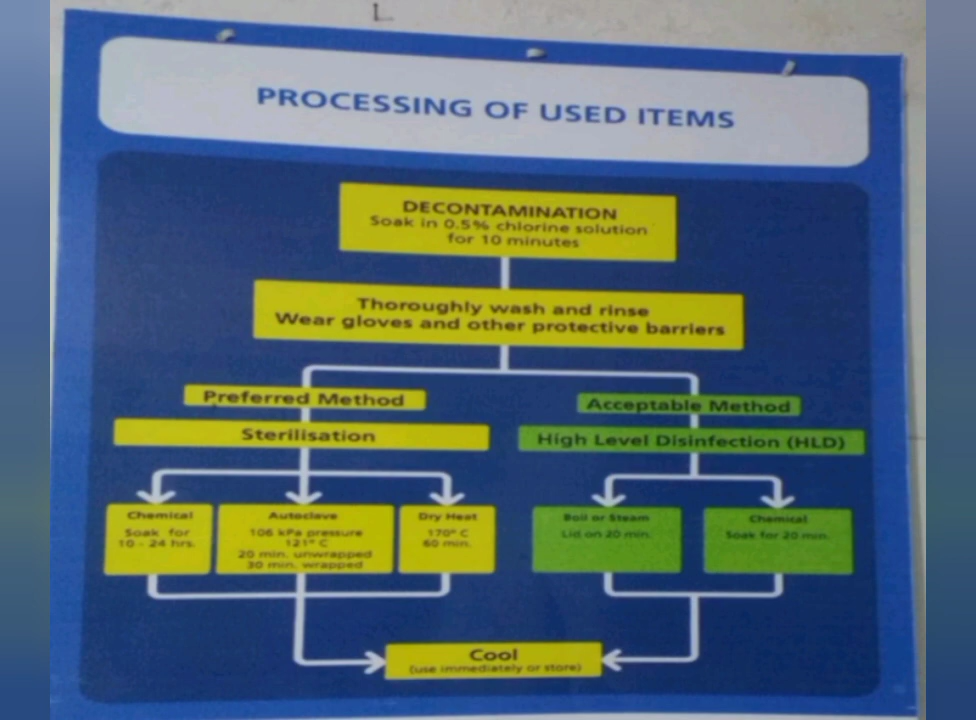 PROCESSING OF USED ITEMS
DECONTAMINATION
Soak in 0.5% chlorine solution
for 10 minutes
Thoroughly wash and rinse
Wear gloves and other protective barriers
Preferred Method
Sterilisation
Acceptable Method
High Level Disinfection (HLD)
Chemical
Soak for
10 - 24 hrs.
Autoclave
106 kPa pressure
121° C
20 min. unwrapped
30 min. wrapped
Dry Heat
170° C
60 min.
Boil or Steam
Lid on 20 min.
Chemical
Soak for 20 min.
Cool
(use immediately or store)